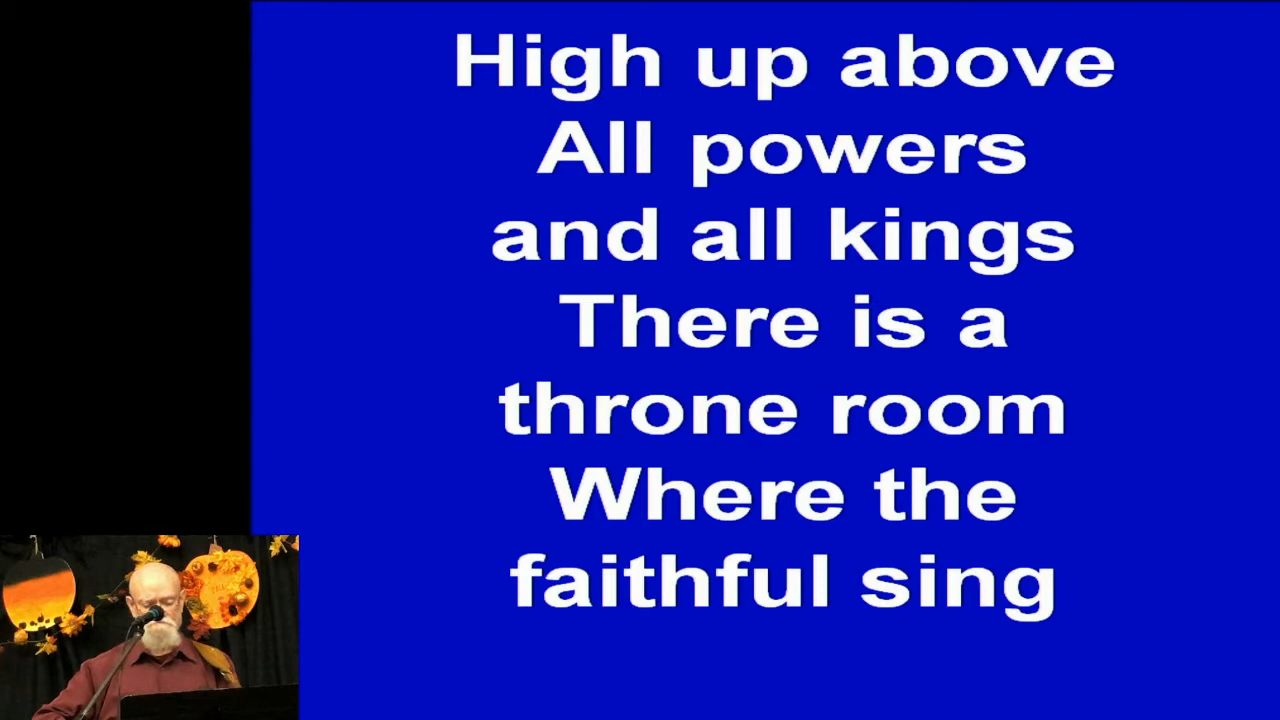 High up above
All powers
and all kings
There is a
throne room
Where the
faithful sing